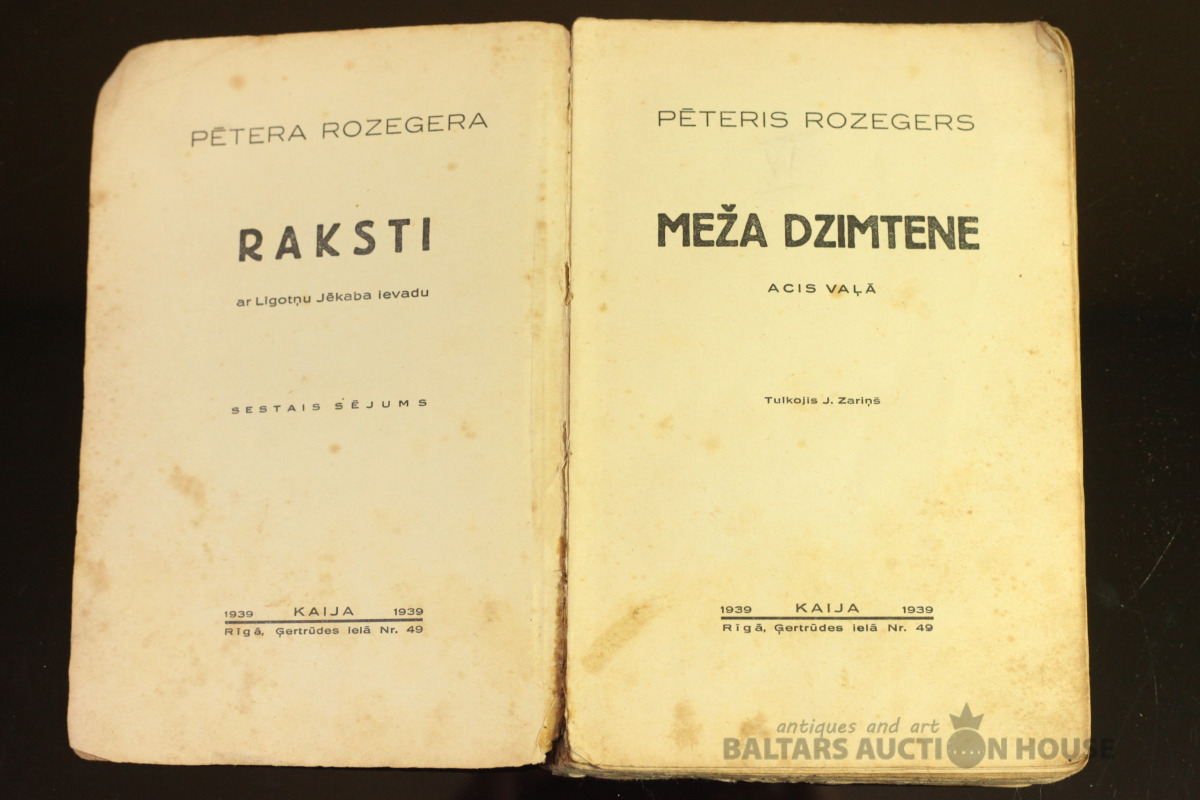 PĒTERA ROZEGERA
RAKSTI
ar Līgotņu Jēkaba ievadu
SESTAIS SĒJUMS
1939 KAIJA 1939
Rīgā, Ģertrūdes ielā Nr. 49
PĒTERIS ROZEGERS
MEŽA DZIMTENE
ACIS VAĻĀ
Tulkojis J. Zariņš
1939 KAIJA 1939
Rīgā, Ģertrūdes ielā Nr. 49
antiques and art
BALTARS AUCTION HOUSE